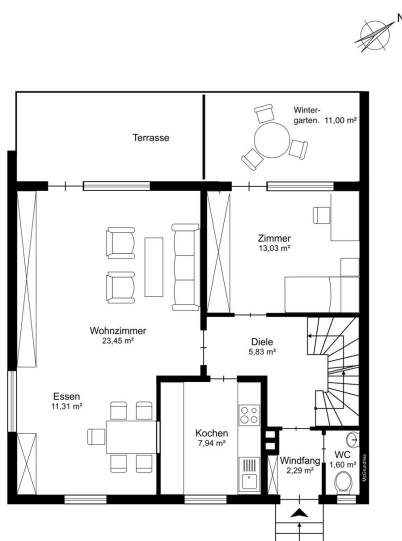 N
Winter-
garten. 11,00 m²
Terrasse
Zimmer
13,03 m²
Wohnzimmer
23,45 m²
Diele
5,83 m²
Essen
11,31 m²
Kochen
7,94 m²
Windfang
2,29 m²
WC
1,60 m²